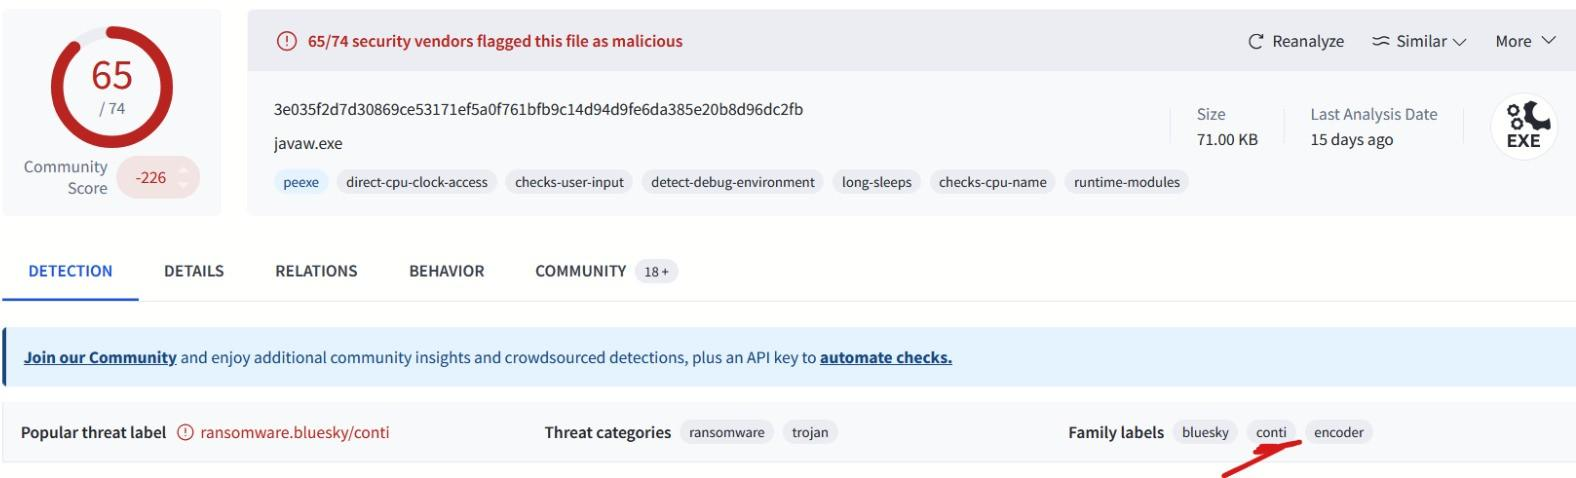 65
/ 74
Community Score
-226
65/74 security vendors flagged this file as malicious
Reanalyze
Similar
More
3e035f2d7d30869ce53171ef5a0f761bfb9c14d94d9fe6da385e20b8d96dc2fb
javaw.exe
peexe direct-cpu-clock-access checks-user-input detect-debug-environment long-sleeps checks-cpu-name runtime-modules
Size
71.00 KB
Last Analysis Date
15 days ago
EXE
DETECTION DETAILS RELATIONS BEHAVIOR COMMUNITY 18 +
Join our Community and enjoy additional community insights and crowdsourced detections, plus an API key to automate checks.
Popular threat label ransomware.bluesky/conti Threat categories ransomware trojan Family labels bluesky conti encoder